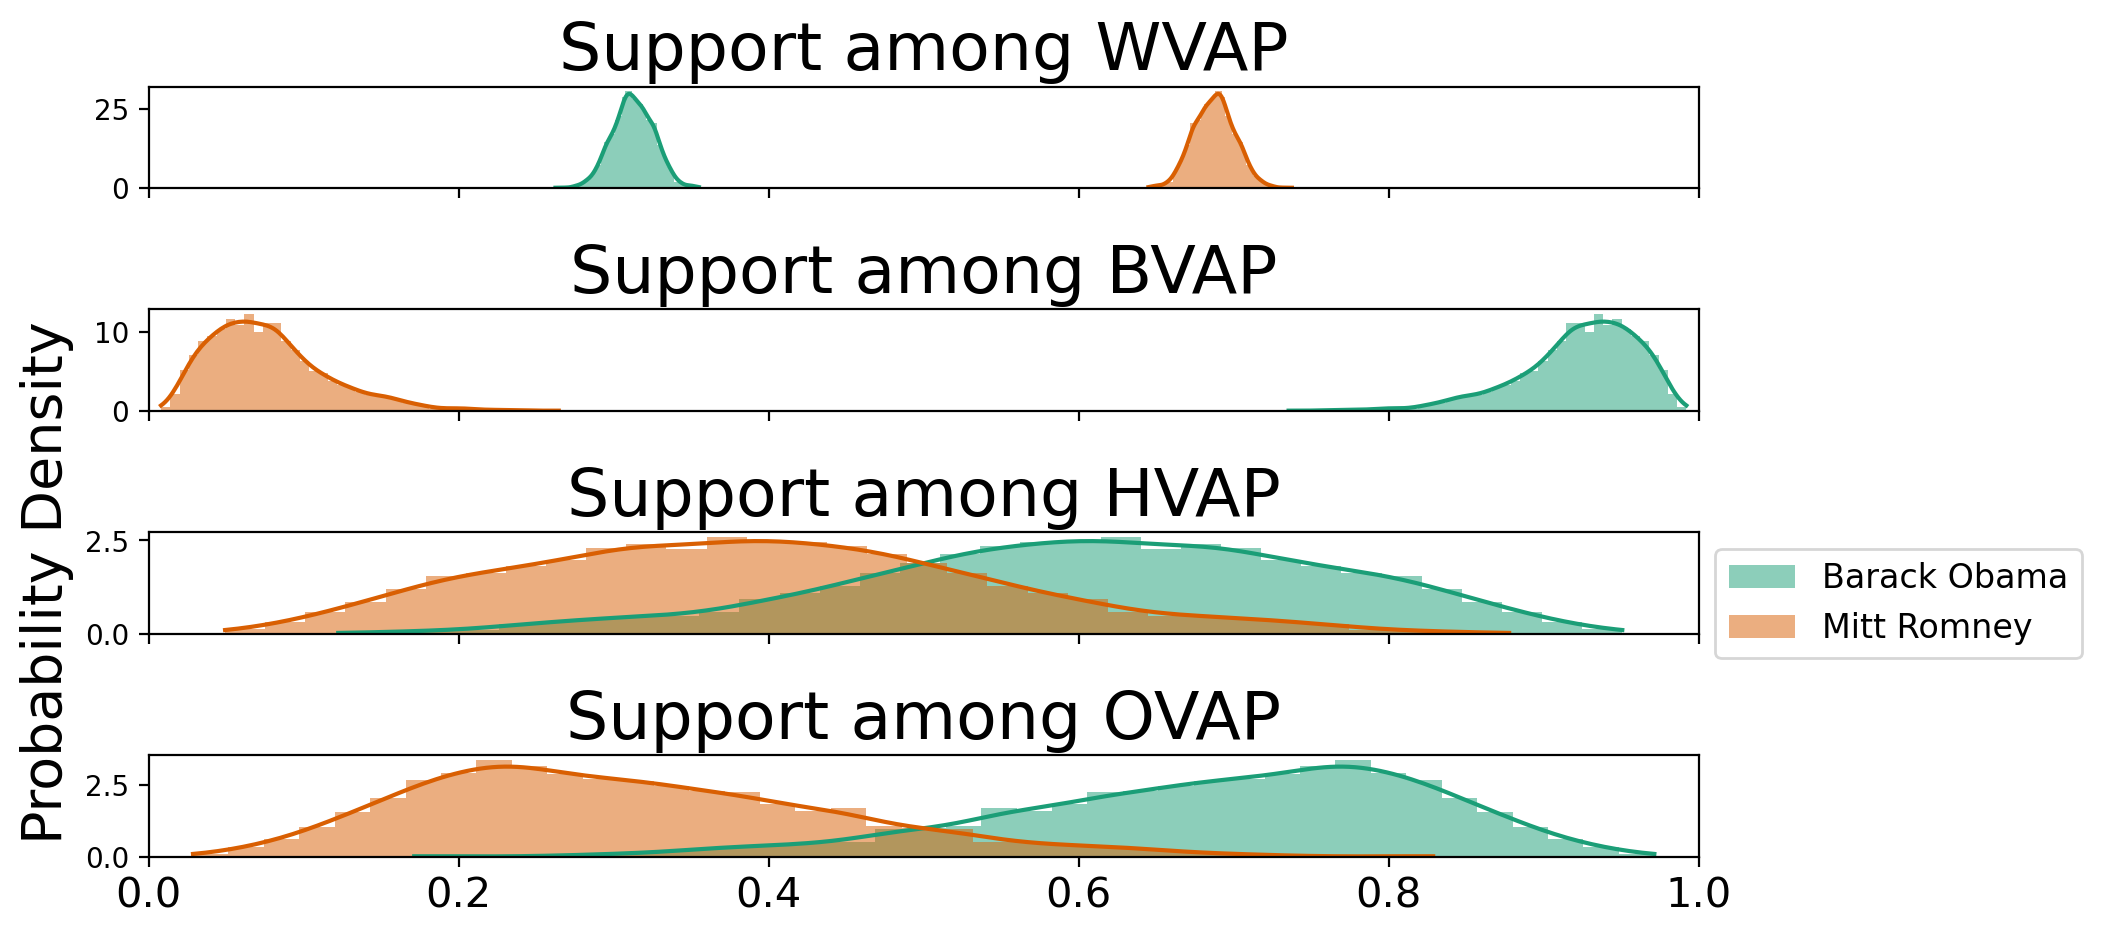 Support among WVAP
25
0
Support among BVAP
10
0
Support among HVAP
2.5
0.0
Support among OVAP
2.5
0.0
0.0 0.2 0.4 0.6 0.8 1.0
Probability Density
Barack Obama
Mitt Romney